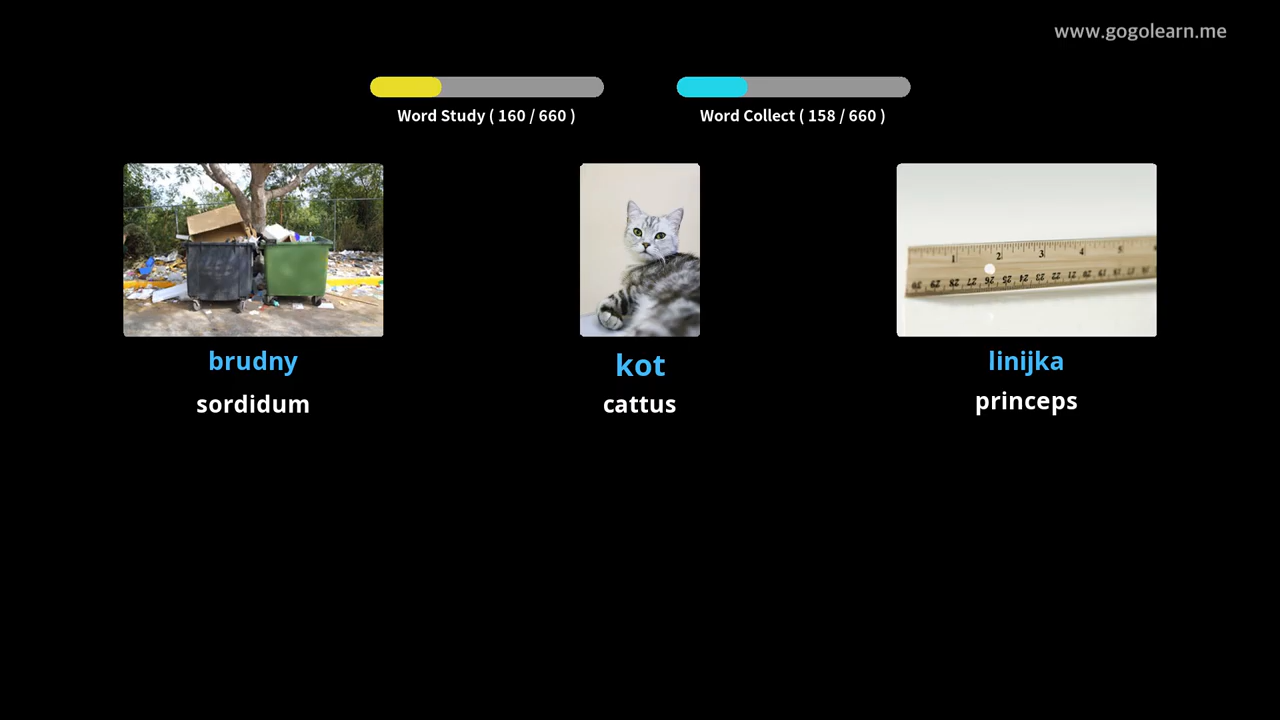 www.gogolearn.me
Word Study ( 160 / 660 )
Word Collect ( 158 / 660 )
brudny
kot
linijka
sordidum
cattus
princeps